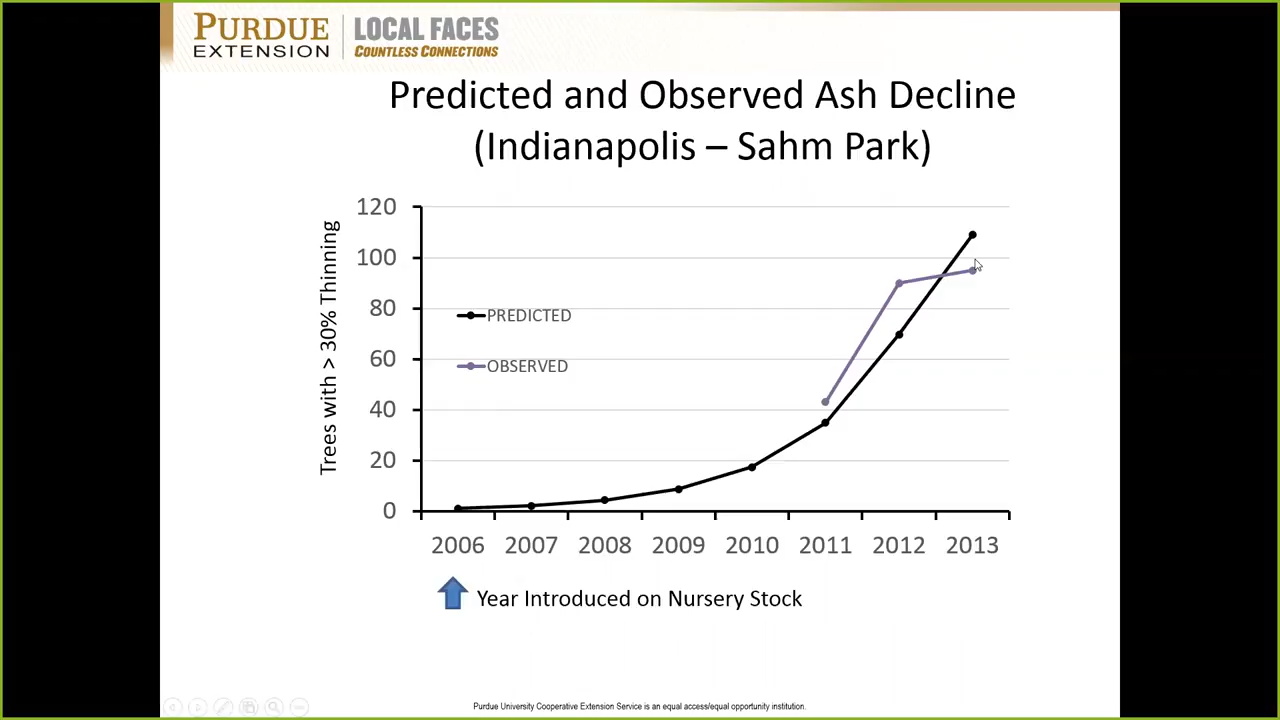 PURDUE
EXTENSION
LOCAL FACES
COUNTLESS CONNECTIONS
Predicted and Observed Ash Decline
(Indianapolis – Sahm Park)
Trees with > 30% Thinning
120
100
80
60
40
20
0
PREDICTED
OBSERVED
2006 2007 2008 2009 2010 2011 2012 2013
Year Introduced on Nursery Stock
Purdue University Cooperative Extension Service is an equal access/equal opportunity institution.